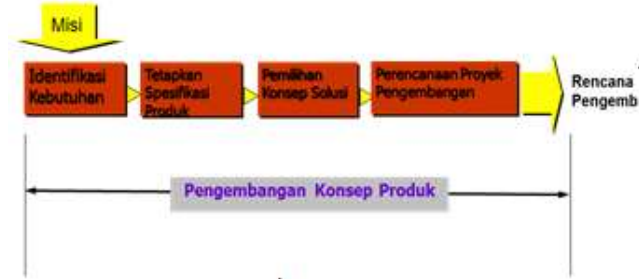 Misi
Identifikasi
Kebutuhan
Tetapkan
Spesifikasi
Produk
Pemilihan
Konsep Solusi
Perencanaan Proyek
Pengembangan
Rencana
Pengemb
Pengembangan Konsep Produk